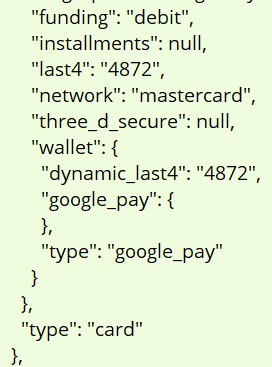 "funding": "debit",
"installments": null,
"last4": "4872",
"network": "mastercard",
"three_d_secure": null,
"wallet": {
"dynamic_last4": "4872",
"google_pay": {
},
"type": "google_pay"
}
},
"type": "card"
},